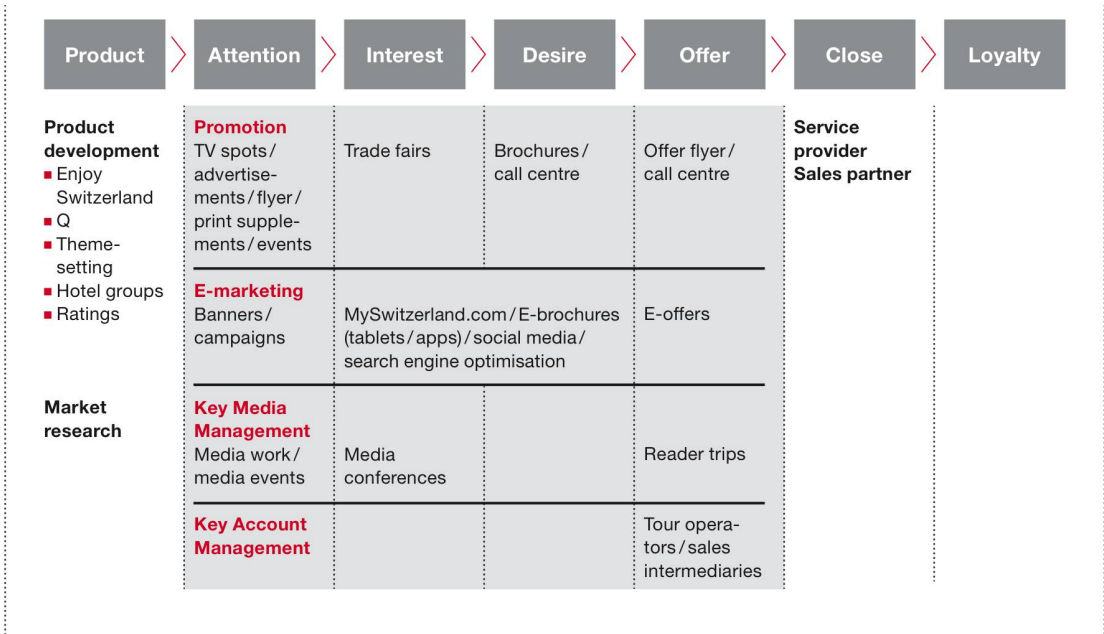 Product
Attention
Interest
Desire
Offer
Close
Loyalty
Product
development
Enjoy
Switzerland
Q
Theme-
setting
Hotel groups
Ratings
Market
research
Promotion
TV spots /
advertise-
ments / flyer /
print supple-
ments / events
Trade fairs
Brochures /
call centre
Offer flyer /
call centre
E-marketing
Banners /
campaigns
MySwitzerland.com / E-brochures
(tablets / apps) / social media /
search engine optimisation
E-offers
Key Media
Management
Media work /
media events
Media
conferences
Reader trips
Key Account
Management
Tour opera-
tors / sales
intermediaries
Service
provider
Sales partner